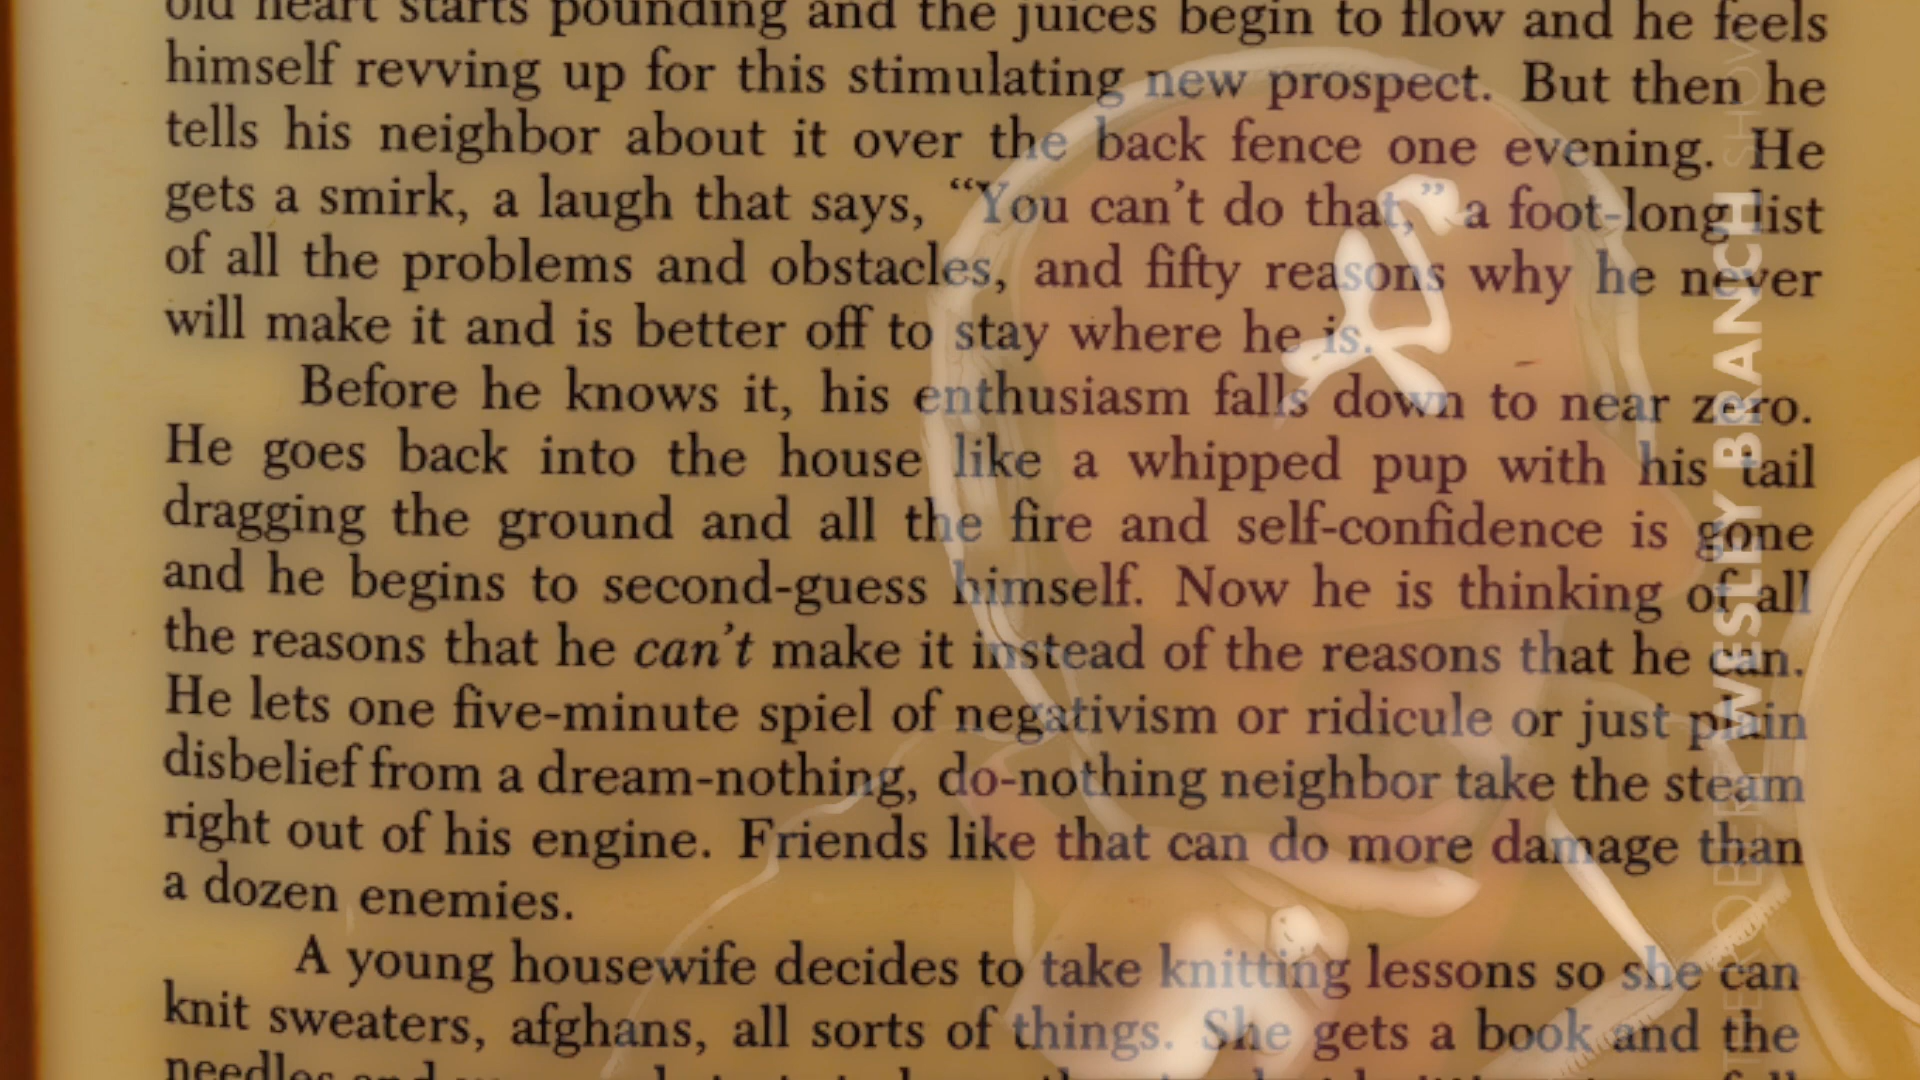 old heart starts pounding and the juices begin to flow and he feels
himself revving up for this stimulating new prospect. But then he
tells his neighbor about it over the back fence one evening. He
gets a smirk, a laugh that says, “You can’t do that,” a foot-long list
of all the problems and obstacles, and fifty reasons why he never
will make it and is better off to stay where he is.
Before he knows it, his enthusiasm falls down to near zero.
He goes back into the house like a whipped pup with his tail
dragging the ground and all the fire and self-confidence is gone
and he begins to second-guess himself. Now he is thinking of all
the reasons that he can’t make it instead of the reasons that he can.
He lets one five-minute spiel of negativism or ridicule or just plain
disbelief from a dream-nothing, do-nothing neighbor take the steam
right out of his engine. Friends like that can do more damage than
a dozen enemies.
A young housewife decides to take knitting lessons so she can
knit sweaters, afghans, all sorts of things. She gets a book and the
needles and
WESLEY BRANCH SHOW